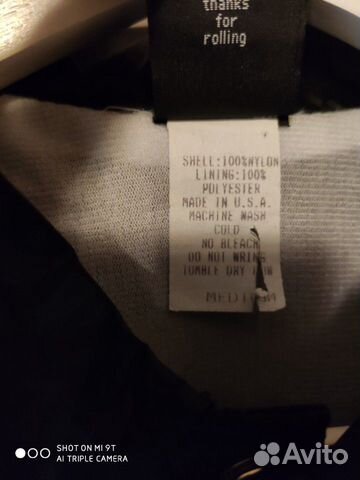 thanks
for
rolling
SHELL:100%NYLON
LINING:100%
POLYESTER
MADE IN U.S.A.
MACHINE WASH
COLD
NO BLEACH
DO NOT WRING
TUMBLE DRY LOW
MEDIUM
SHOT ON MI 9T
AI TRIPLE CAMERA
Avito